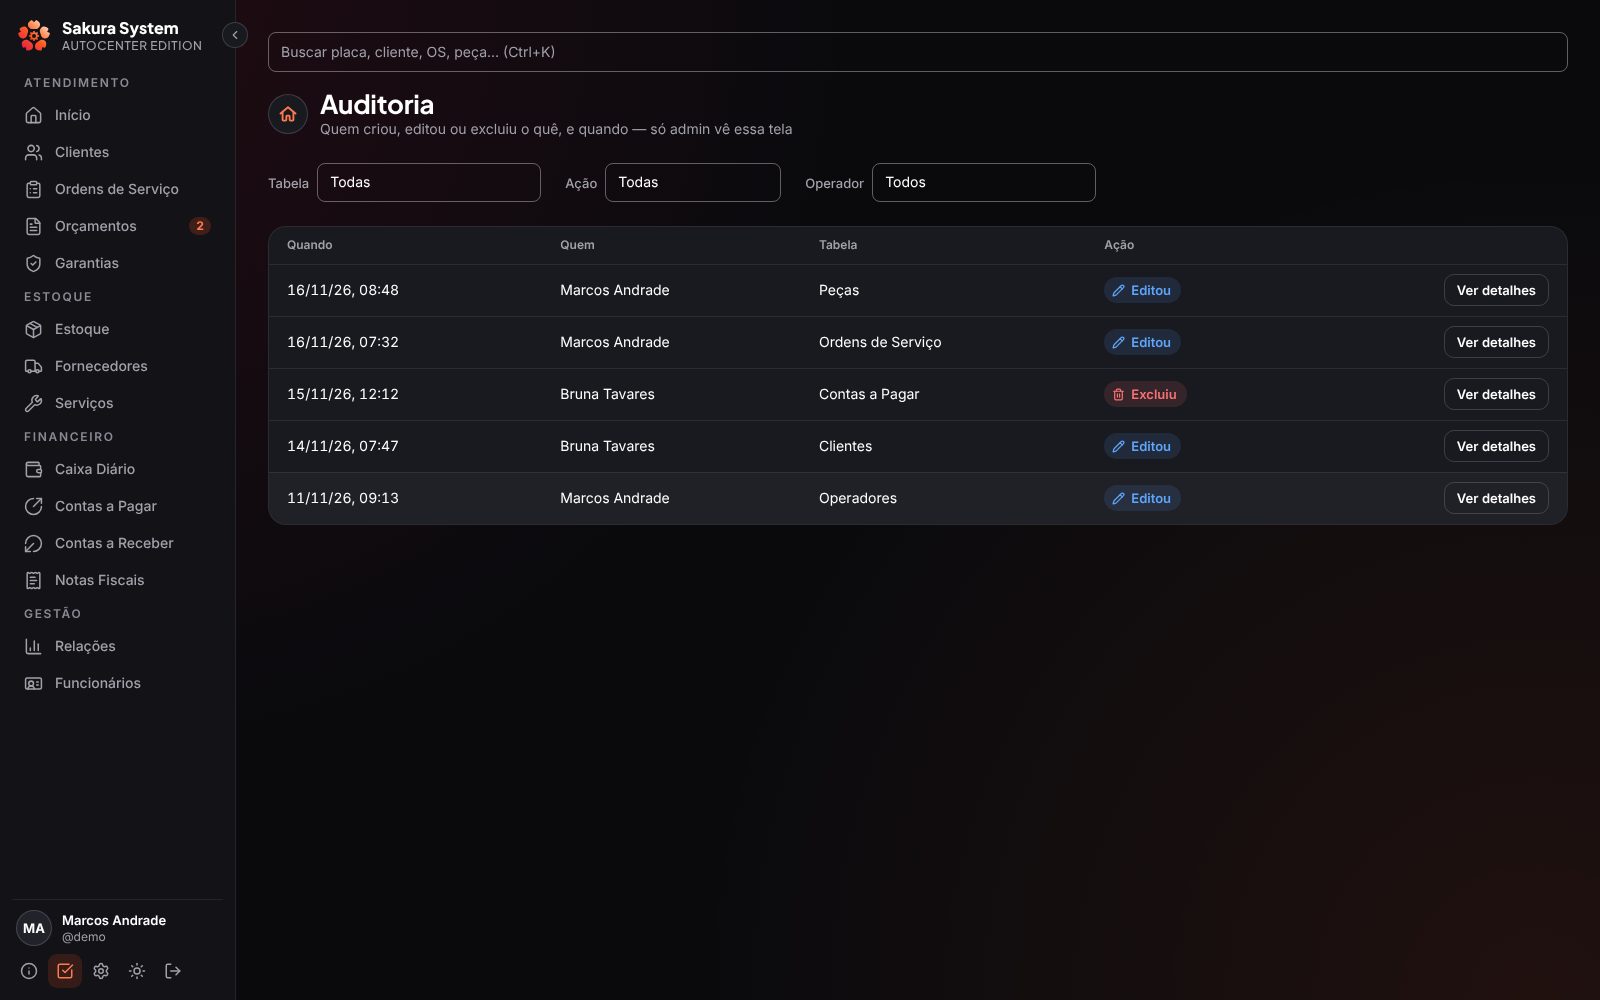 Sakura System
AUTOCENTER EDITION
ATENDIMENTO
Início
Clientes
Ordens de Serviço
Orçamentos 2
Garantias
ESTOQUE
Estoque
Fornecedores
Serviços
FINANCEIRO
Caixa Diário
Contas a Pagar
Contas a Receber
Notas Fiscais
GESTÃO
Relações
Funcionários
MA
Marcos Andrade
@demo
Buscar placa, cliente, OS, peça... (Ctrl+K)
Auditoria
Quem criou, editou ou excluiu o quê, e quando — só admin vê essa tela
Tabela Todas Ação Todas Operador Todos
Quando Quem Tabela Ação
16/11/26, 08:48 Marcos Andrade Peças Editou Ver detalhes
16/11/26, 07:32 Marcos Andrade Ordens de Serviço Editou Ver detalhes
15/11/26, 12:12 Bruna Tavares Contas a Pagar Excluiu Ver detalhes
14/11/26, 07:47 Bruna Tavares Clientes Editou Ver detalhes
11/11/26, 09:13 Marcos Andrade Operadores Editou Ver detalhes